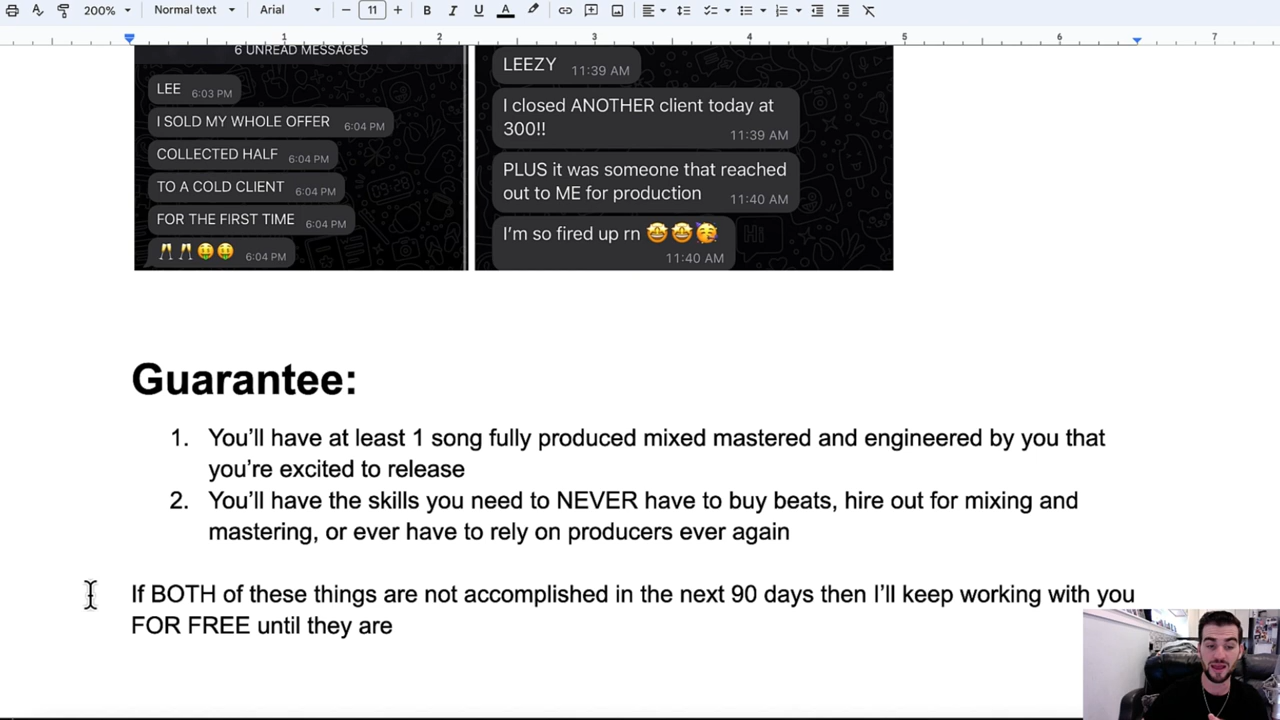 200%
Normal text
Arial
11
B I U A
1 2 3 4 5 6 7
6 UNREAD MESSAGES
LEE 6:03 PM
I SOLD MY WHOLE OFFER 6:04 PM
COLLECTED HALF 6:04 PM
TO A COLD CLIENT 6:04 PM
FOR THE FIRST TIME 6:04 PM
🥂🥂🤑🤑 6:04 PM
LEEZY 11:39 AM
I closed ANOTHER client today at
300!! 11:39 AM
PLUS it was someone that reached
out to ME for production 11:40 AM
I’m so fired up rn 🤩🤩🥳
11:40 AM
Guarantee:
1. You’ll have at least 1 song fully produced mixed mastered and engineered by you that
you’re excited to release
2. You’ll have the skills you need to NEVER have to buy beats, hire out for mixing and
mastering, or ever have to rely on producers ever again
If BOTH of these things are not accomplished in the next 90 days then I’ll keep working with you
FOR FREE until they are